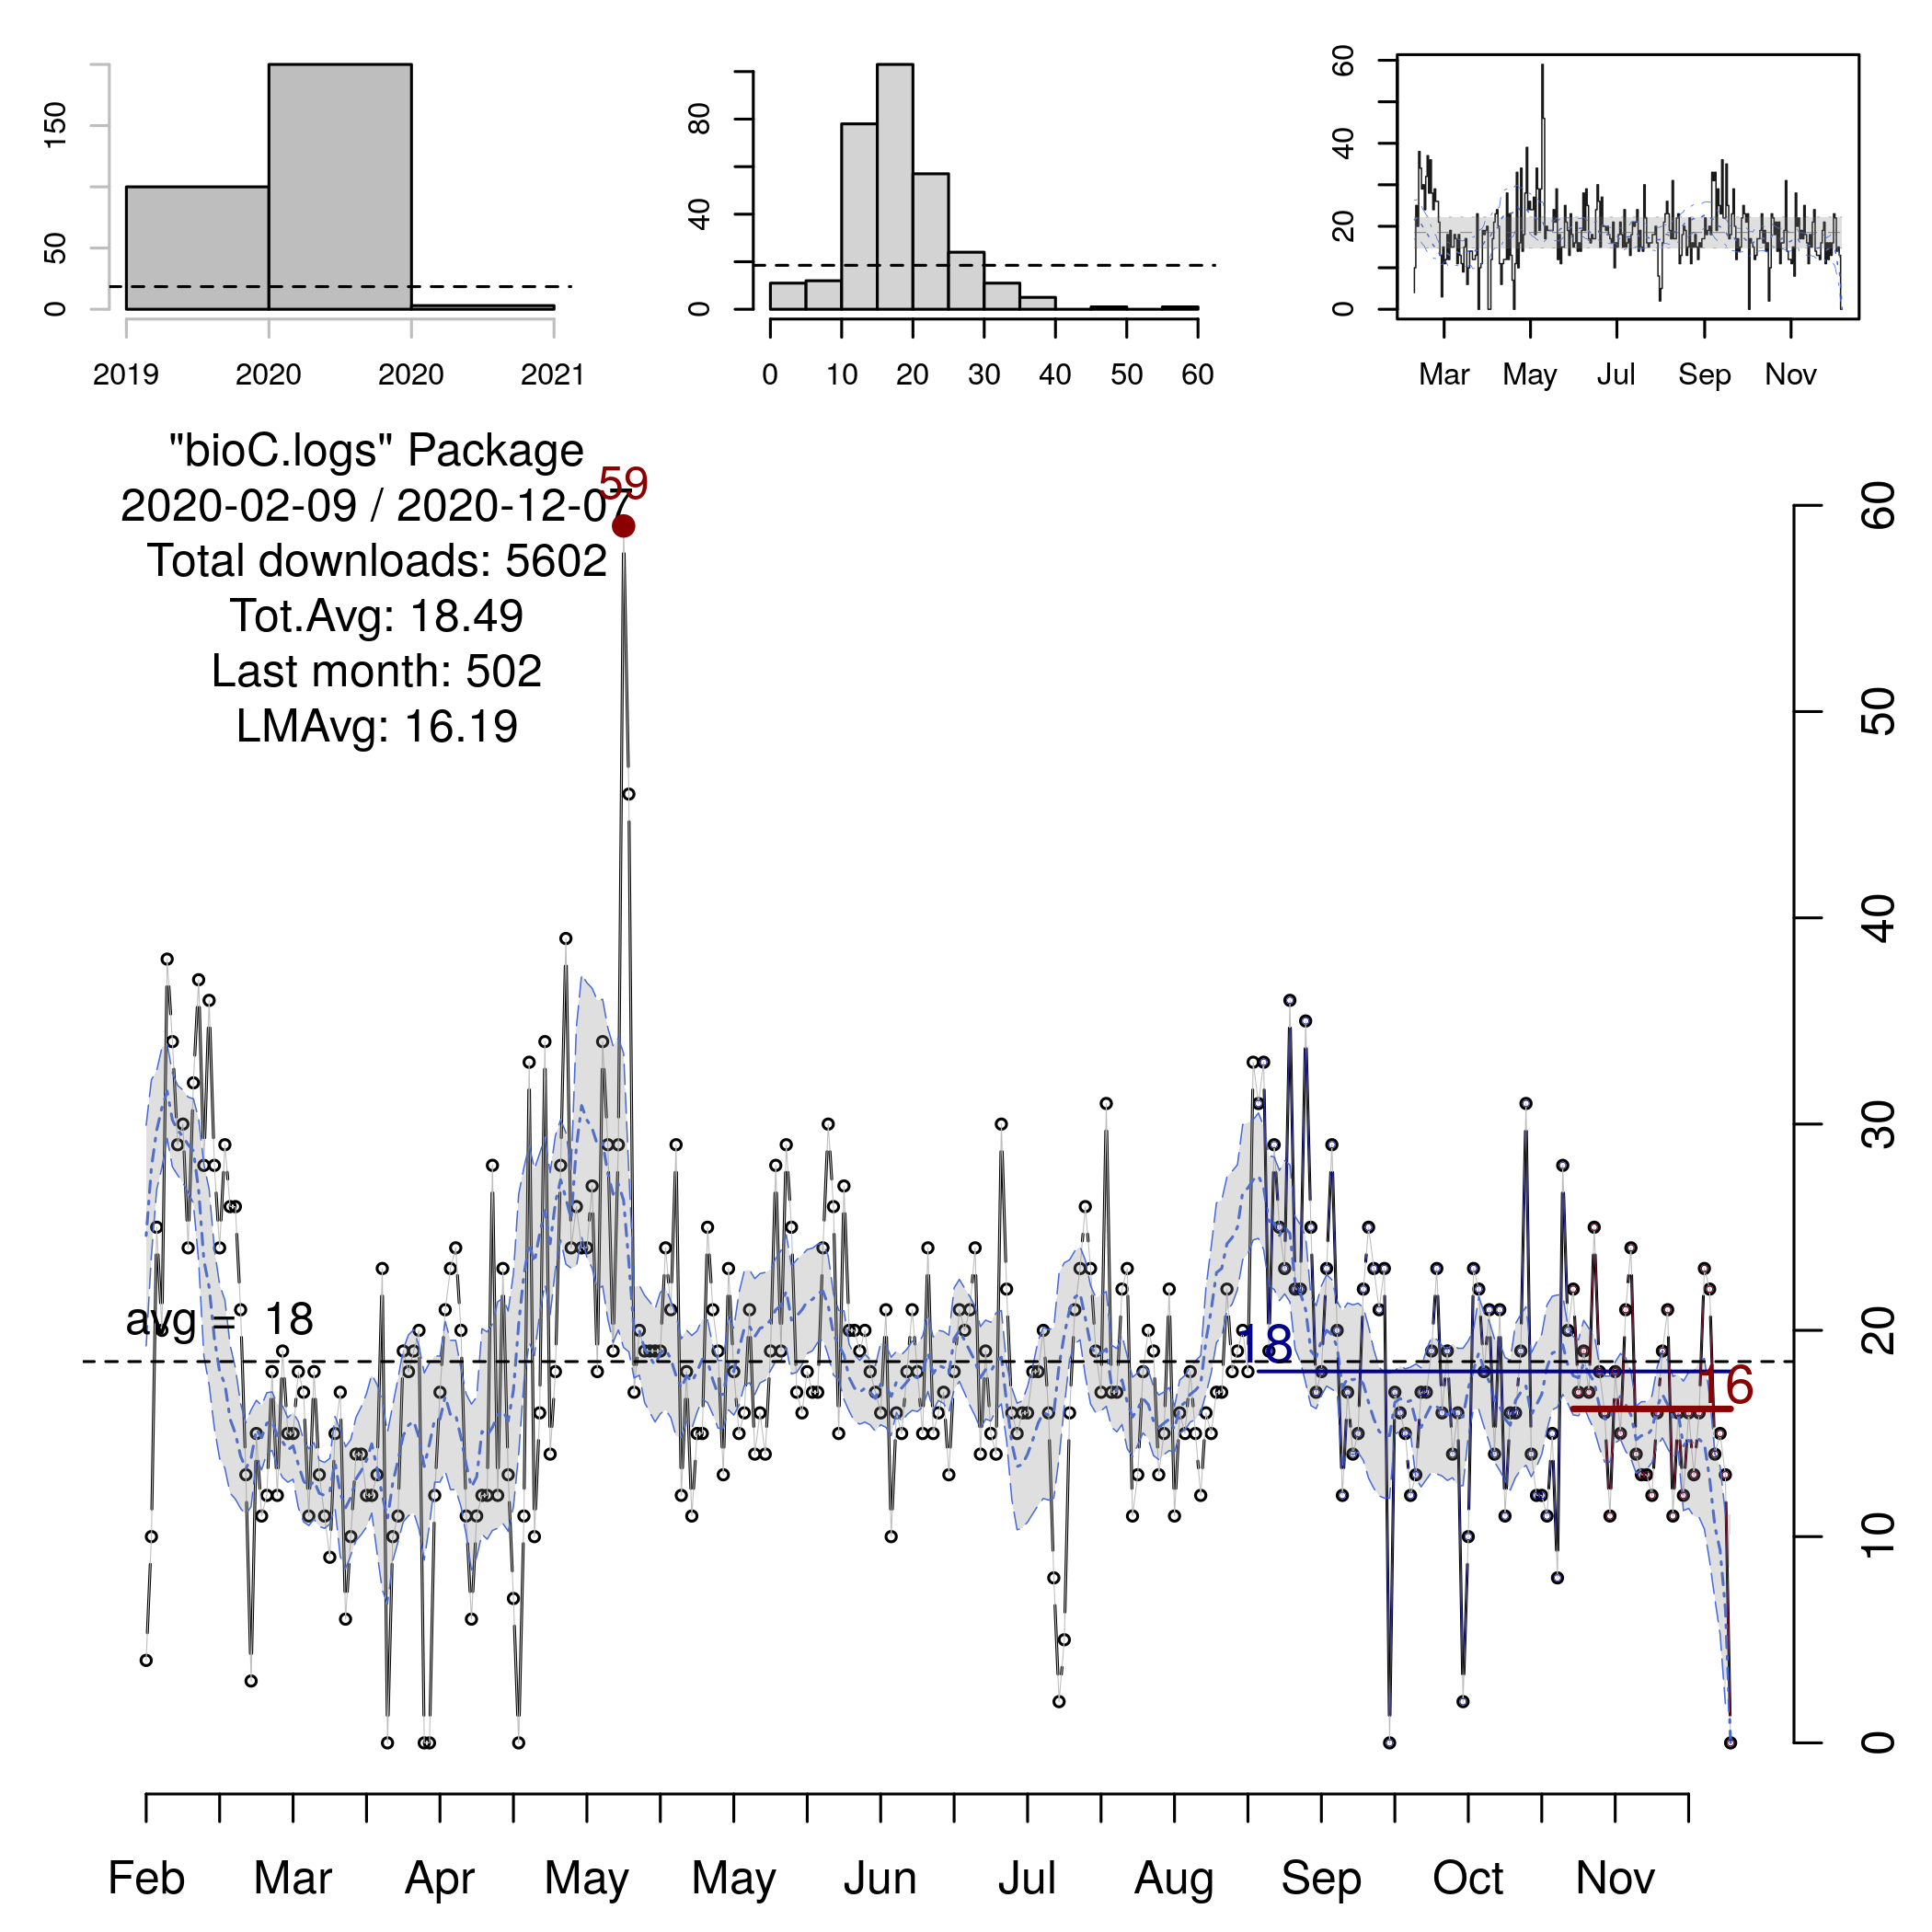 150
50
0
2019 2020 2020 2021
80
40
0
0 10 20 30 40 50 60
60
40
20
0
Mar May Jul Sep Nov
"bioC.logs" Package
2020-02-09 / 2020-12-07
Total downloads: 5602
Tot.Avg: 18.49
Last month: 502
LMAvg: 16.19
59
avg = 18
18
16
60
50
40
30
20
10
0
Feb Mar Apr May May Jun Jul Aug Sep Oct Nov